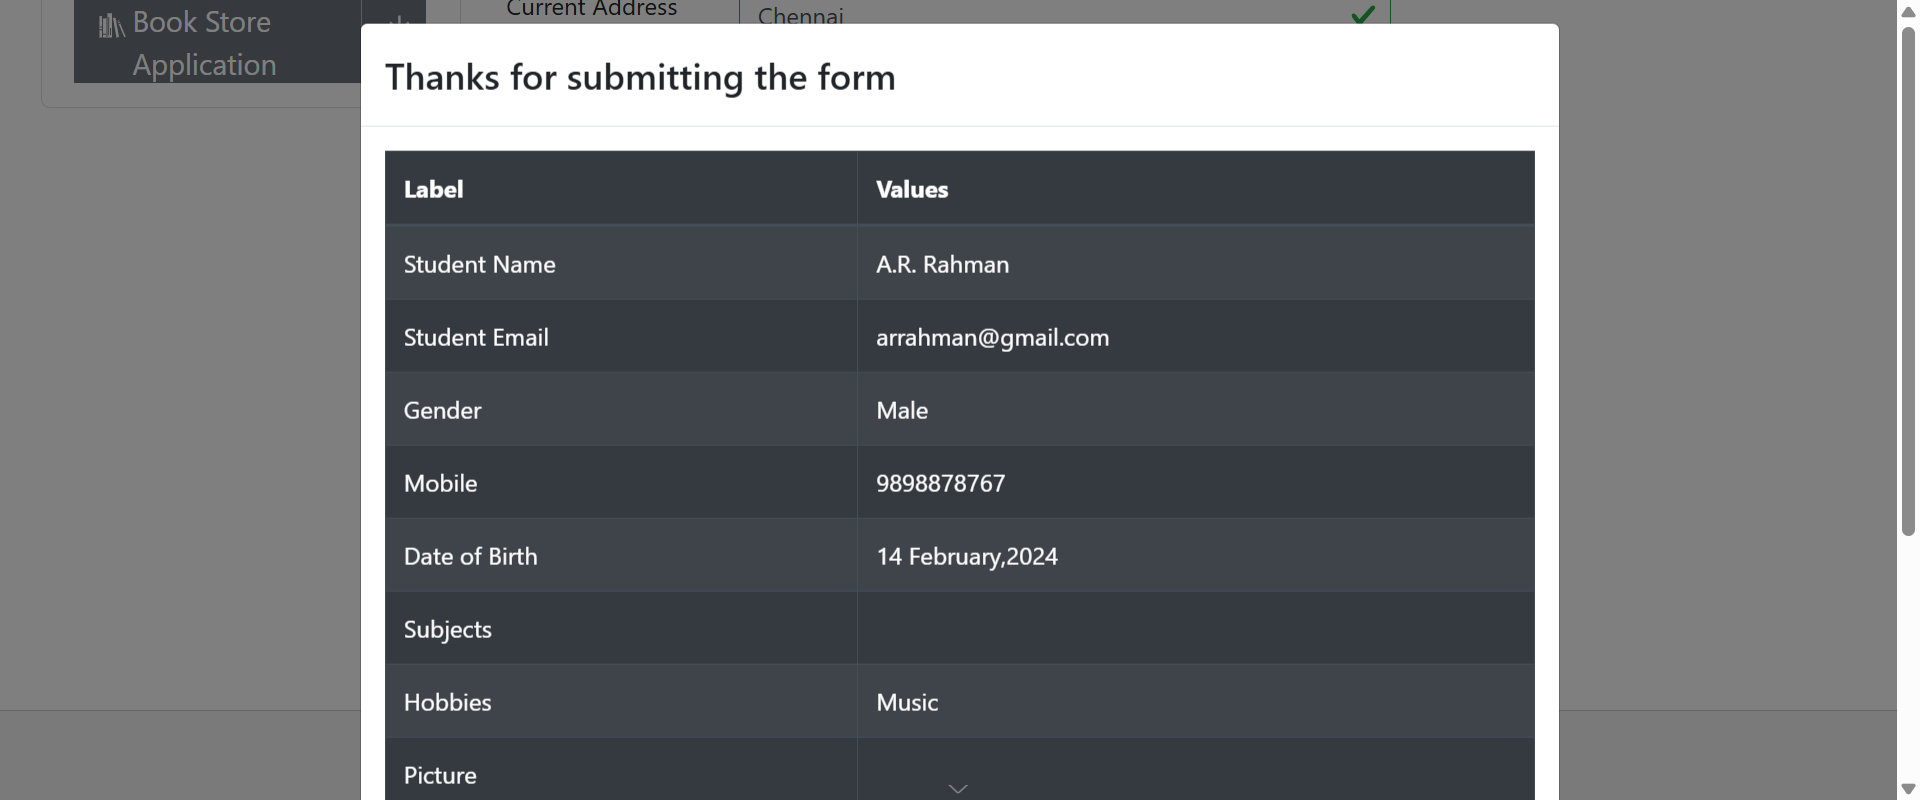 Book Store
Application
Current Address
Chennai
Thanks for submitting the form
Label Values
Student Name A.R. Rahman
Student Email arrahman@gmail.com
Gender Male
Mobile 9898878767
Date of Birth 14 February,2024
Subjects
Hobbies Music
Picture